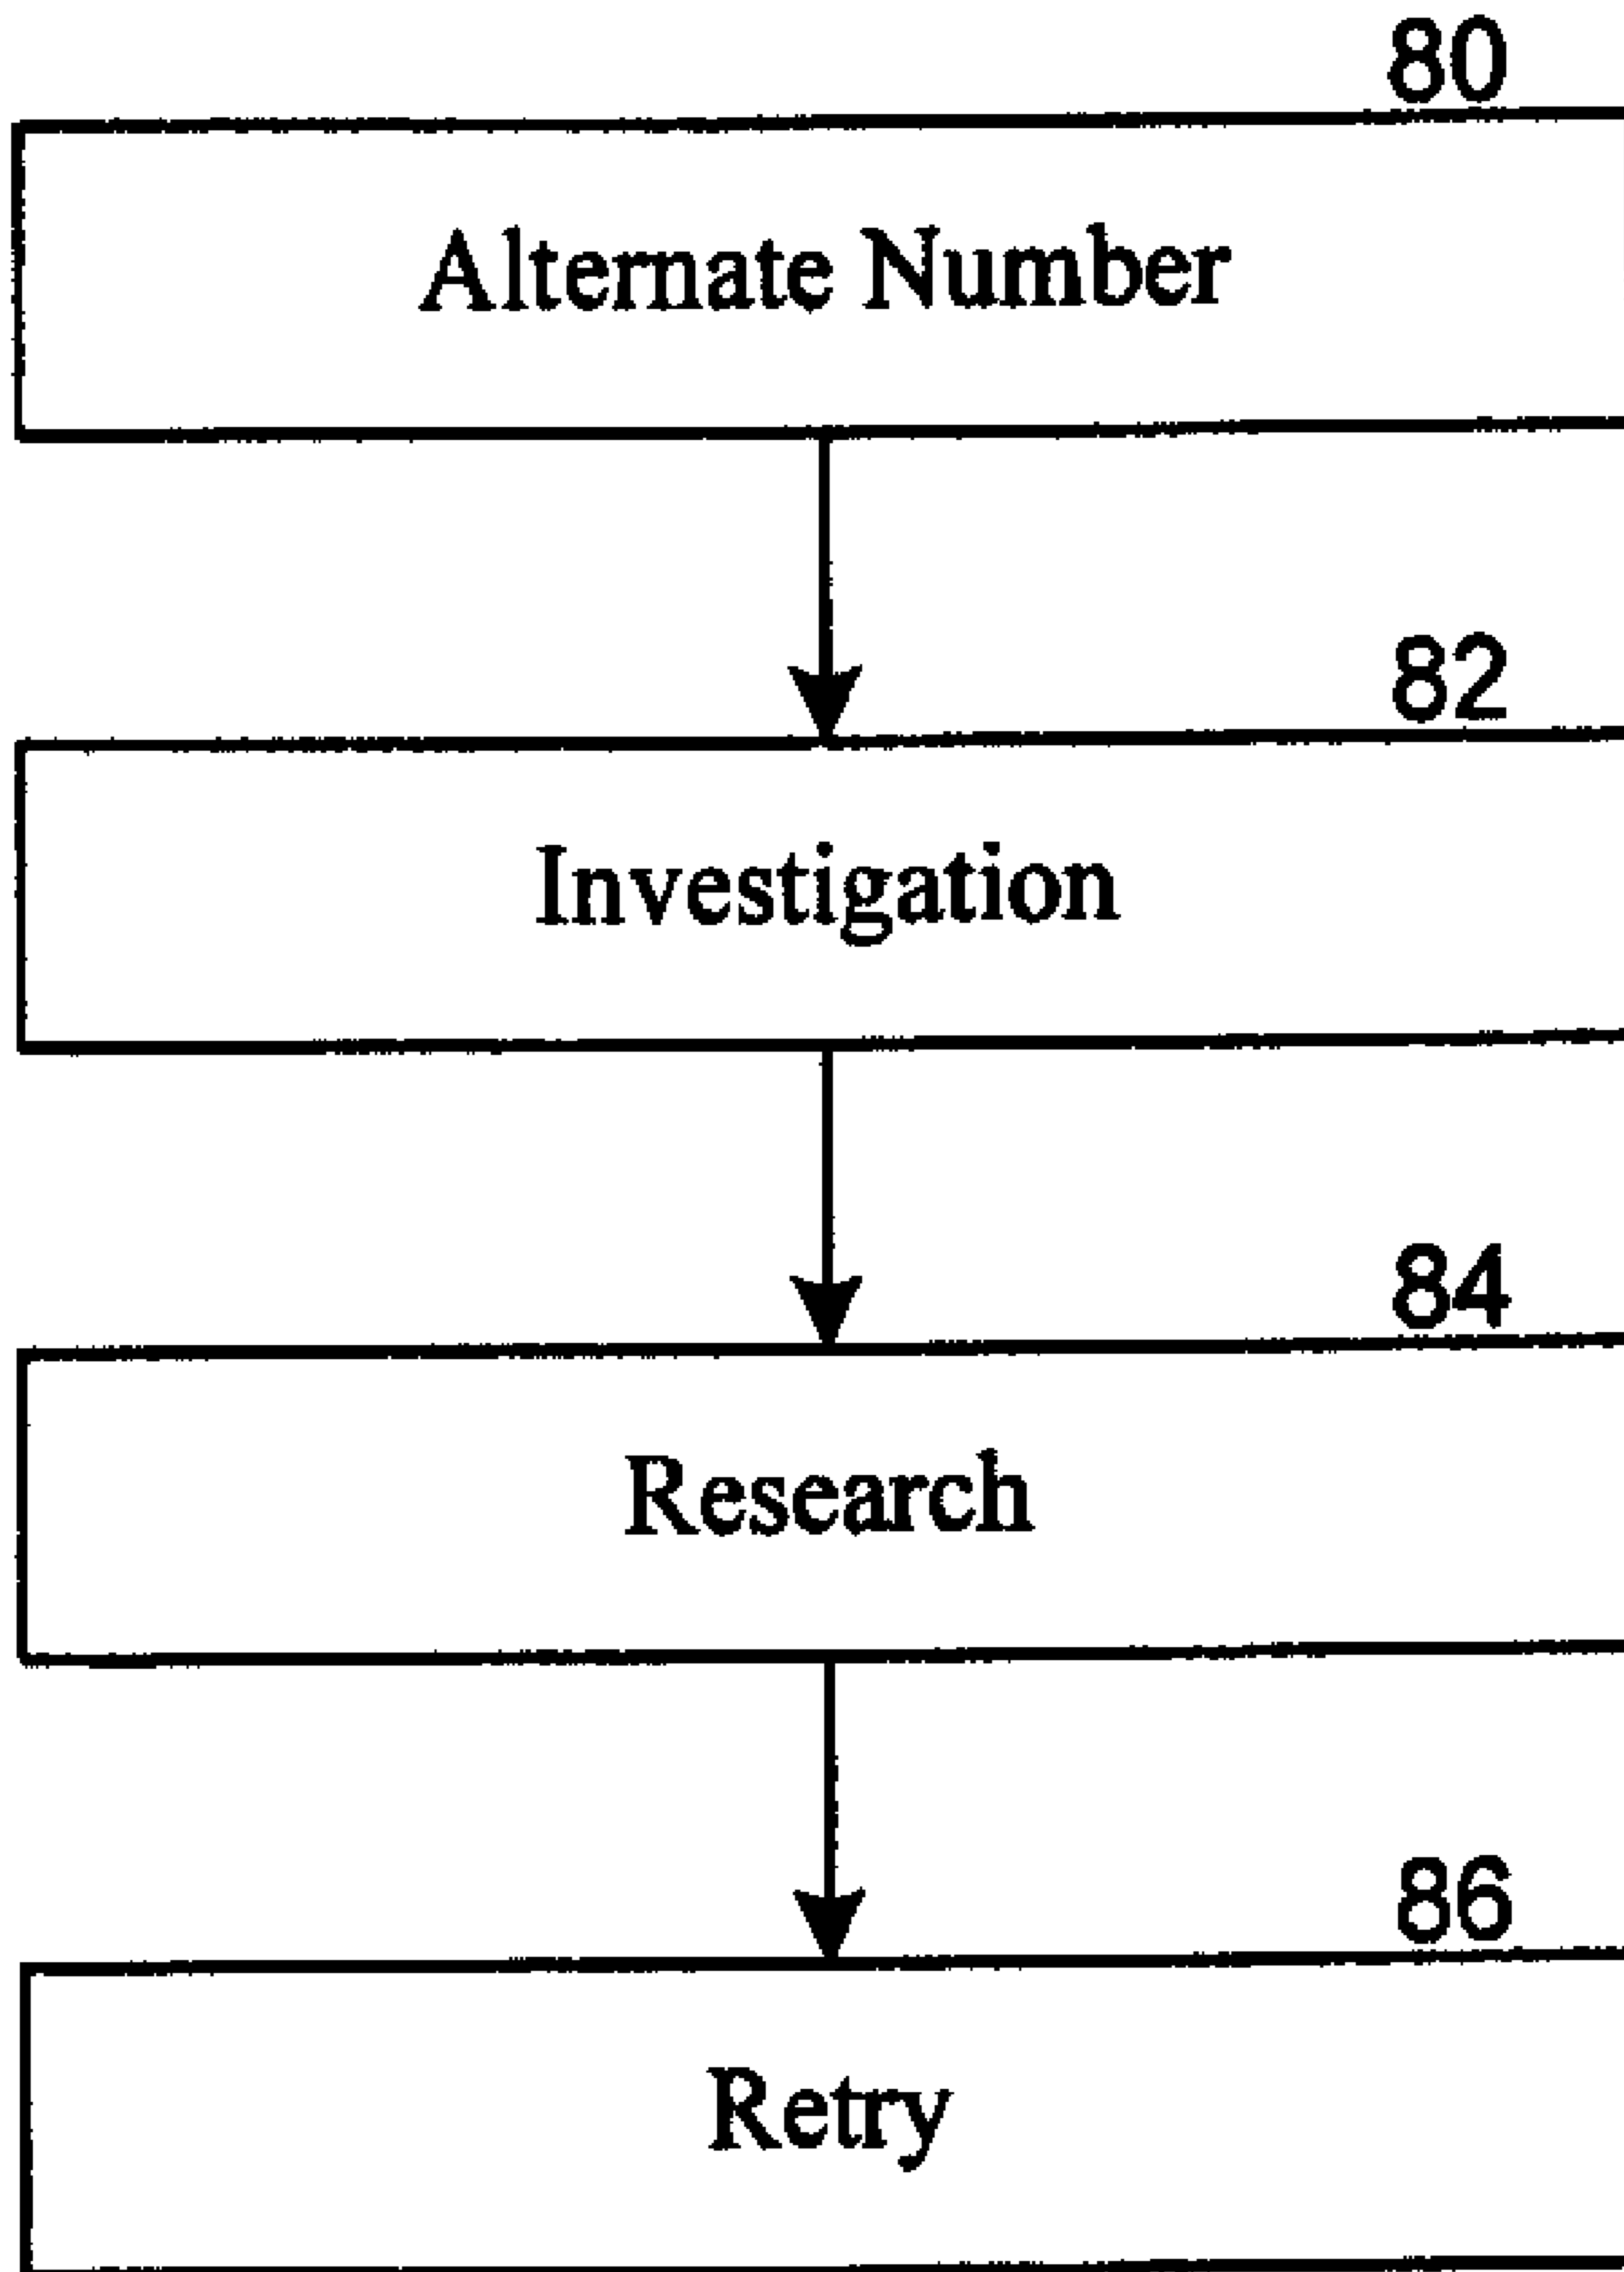 80
Alternate Number
82
Investigation
84
Research
86
Retry